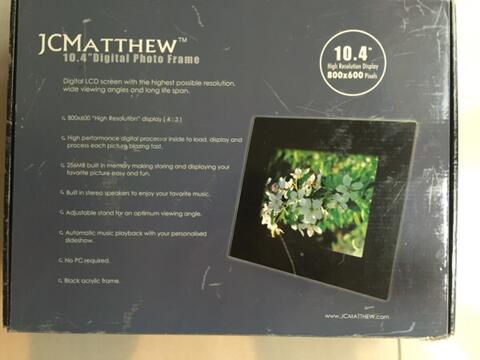 JCMATTHEW™
10.4"Digital Photo Frame
10.4"
High Resolution Display
800x600 Pixels
Digital LCD screen with the highest possible resolution,
wide viewing angles and long life span.
800x600 "High Resolution" display ( 4 : 3 )
High performance digital processor inside to load, display and
process each picture blazing fast.
256MB built in memory making storing and displaying your
favorite picture easy and fun.
Built in stereo speakers to enjoy your favorite music.
Adjustable stand for an optimum viewing angle.
Automatic music playback with your personalised
slideshow.
No PC required.
Black acrylic frame.
www.JCMATTHEW.com